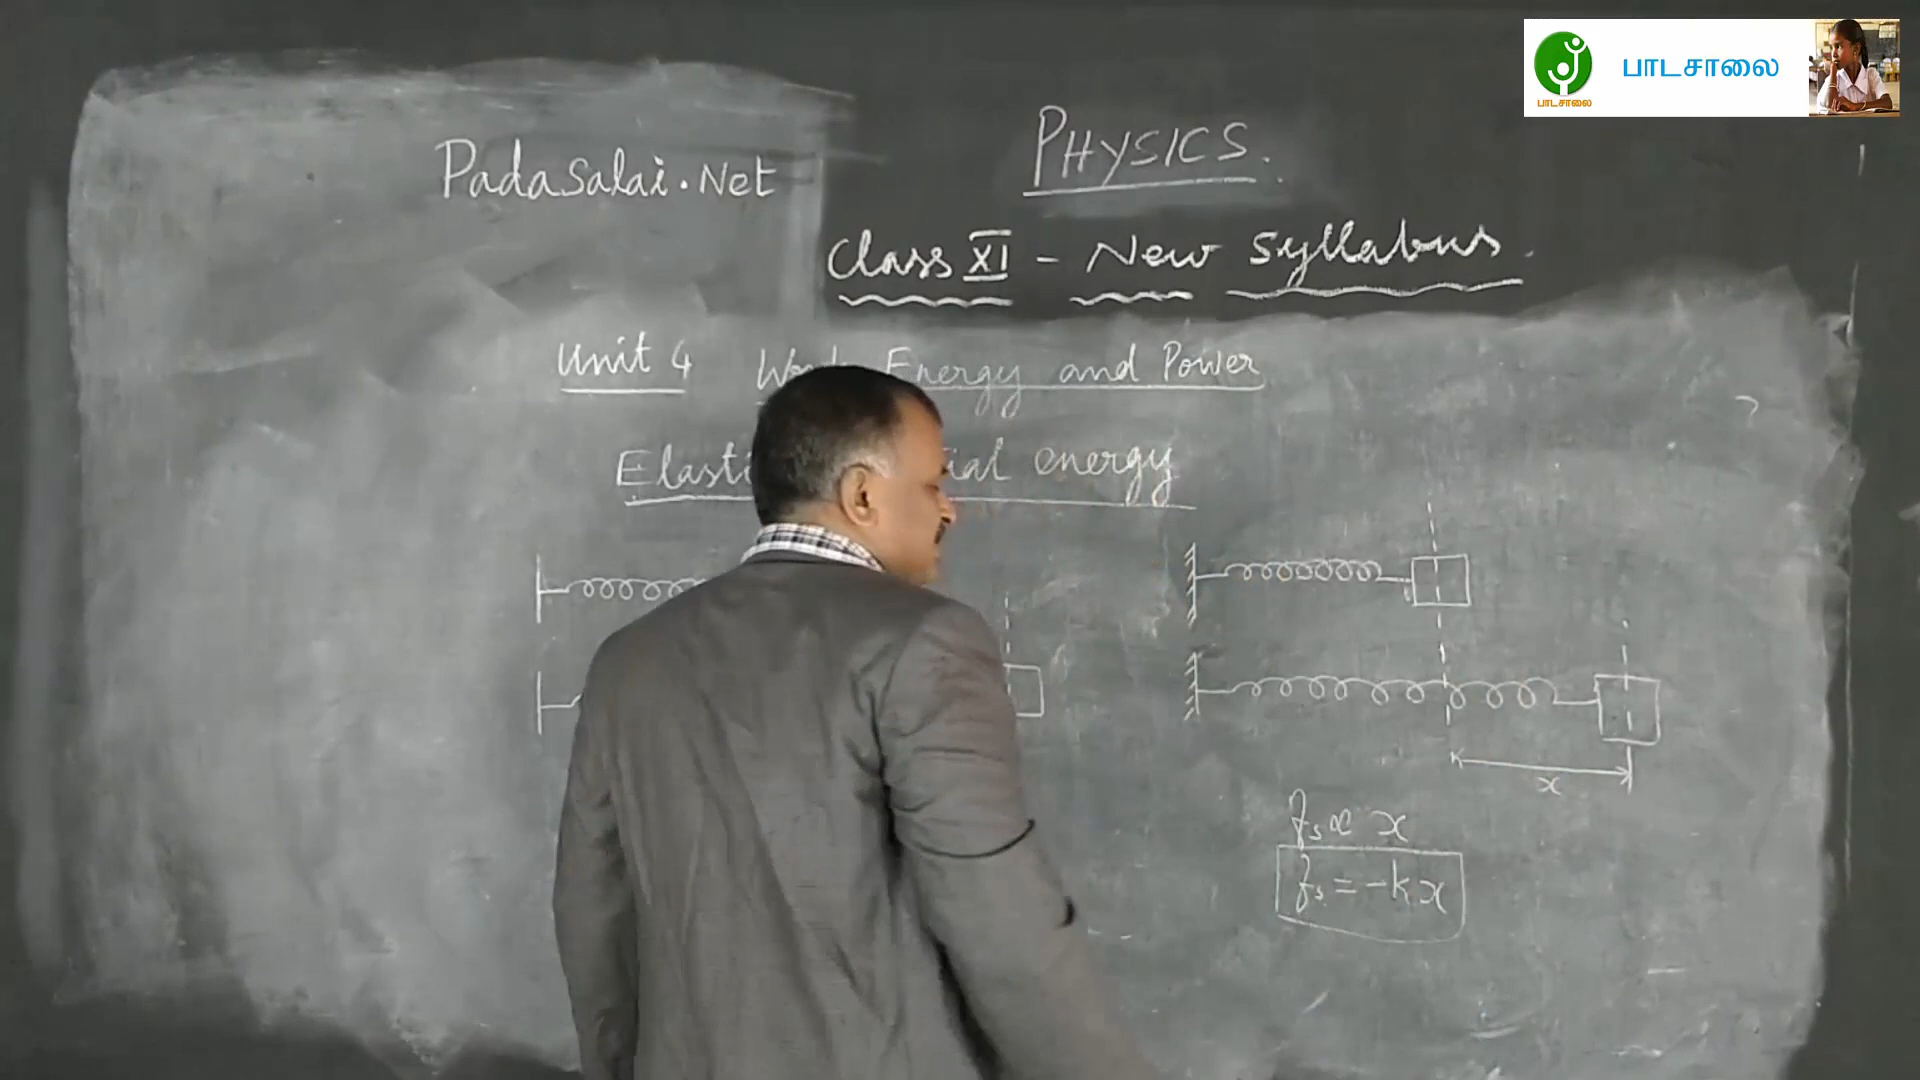 பாடசாலை
பாடசாலை
PHYSICS.
PadaSalai.Net
Class XI - New Syllabus.
Unit 4 Energy and Power
energy
x
fs ∝ x
fs = -kx